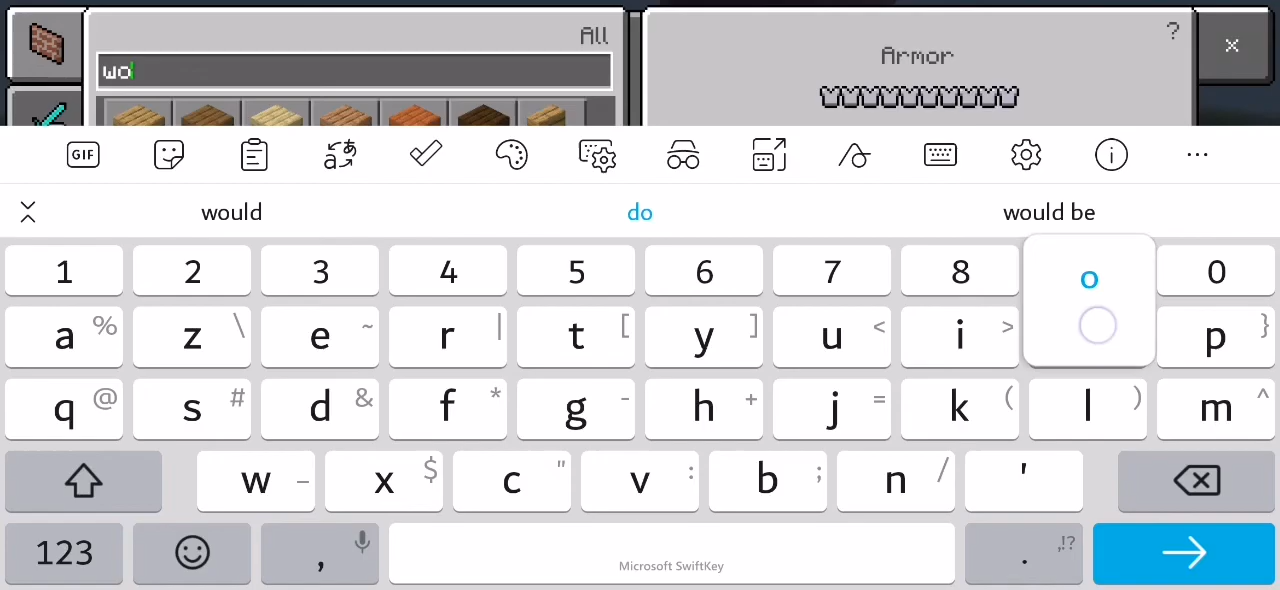 All
wo
?
Armor
GIF
would do would be
1 2 3 4 5 6 7 8 o 0
a % z \ e ~ r | t [ y ] u < i > p }
q @ s # d & f * g - h + j = k ( l ) m ^
w _ x $ c " v : b ; n / '
123 , . ,!?
Microsoft SwiftKey